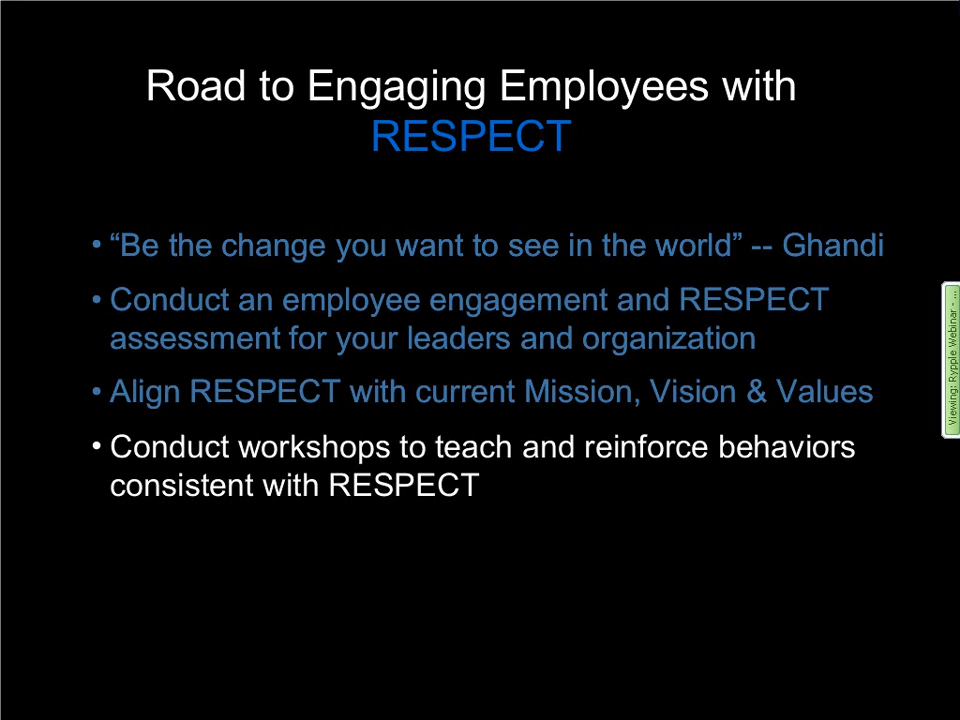 Road to Engaging Employees with
RESPECT
• “Be the change you want to see in the world” -- Ghandi
• Conduct an employee engagement and RESPECT
assessment for your leaders and organization
• Align RESPECT with current Mission, Vision & Values
• Conduct workshops to teach and reinforce behaviors
consistent with RESPECT
Viewing: Rypple Webinar - ...